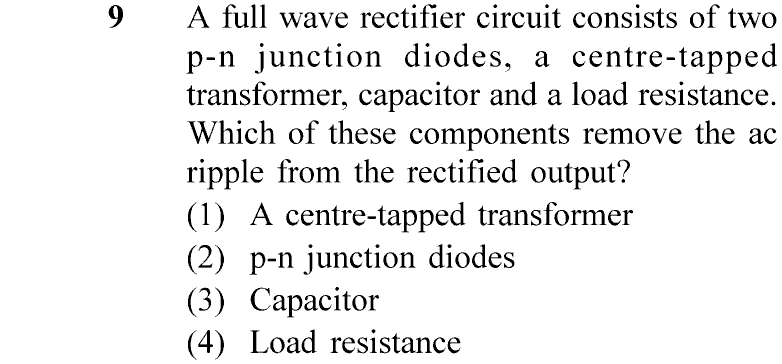 9 A full wave rectifier circuit consists of two
p-n junction diodes, a centre-tapped
transformer, capacitor and a load resistance.
Which of these components remove the ac
ripple from the rectified output?
(1) A centre-tapped transformer
(2) p-n junction diodes
(3) Capacitor
(4) Load resistance